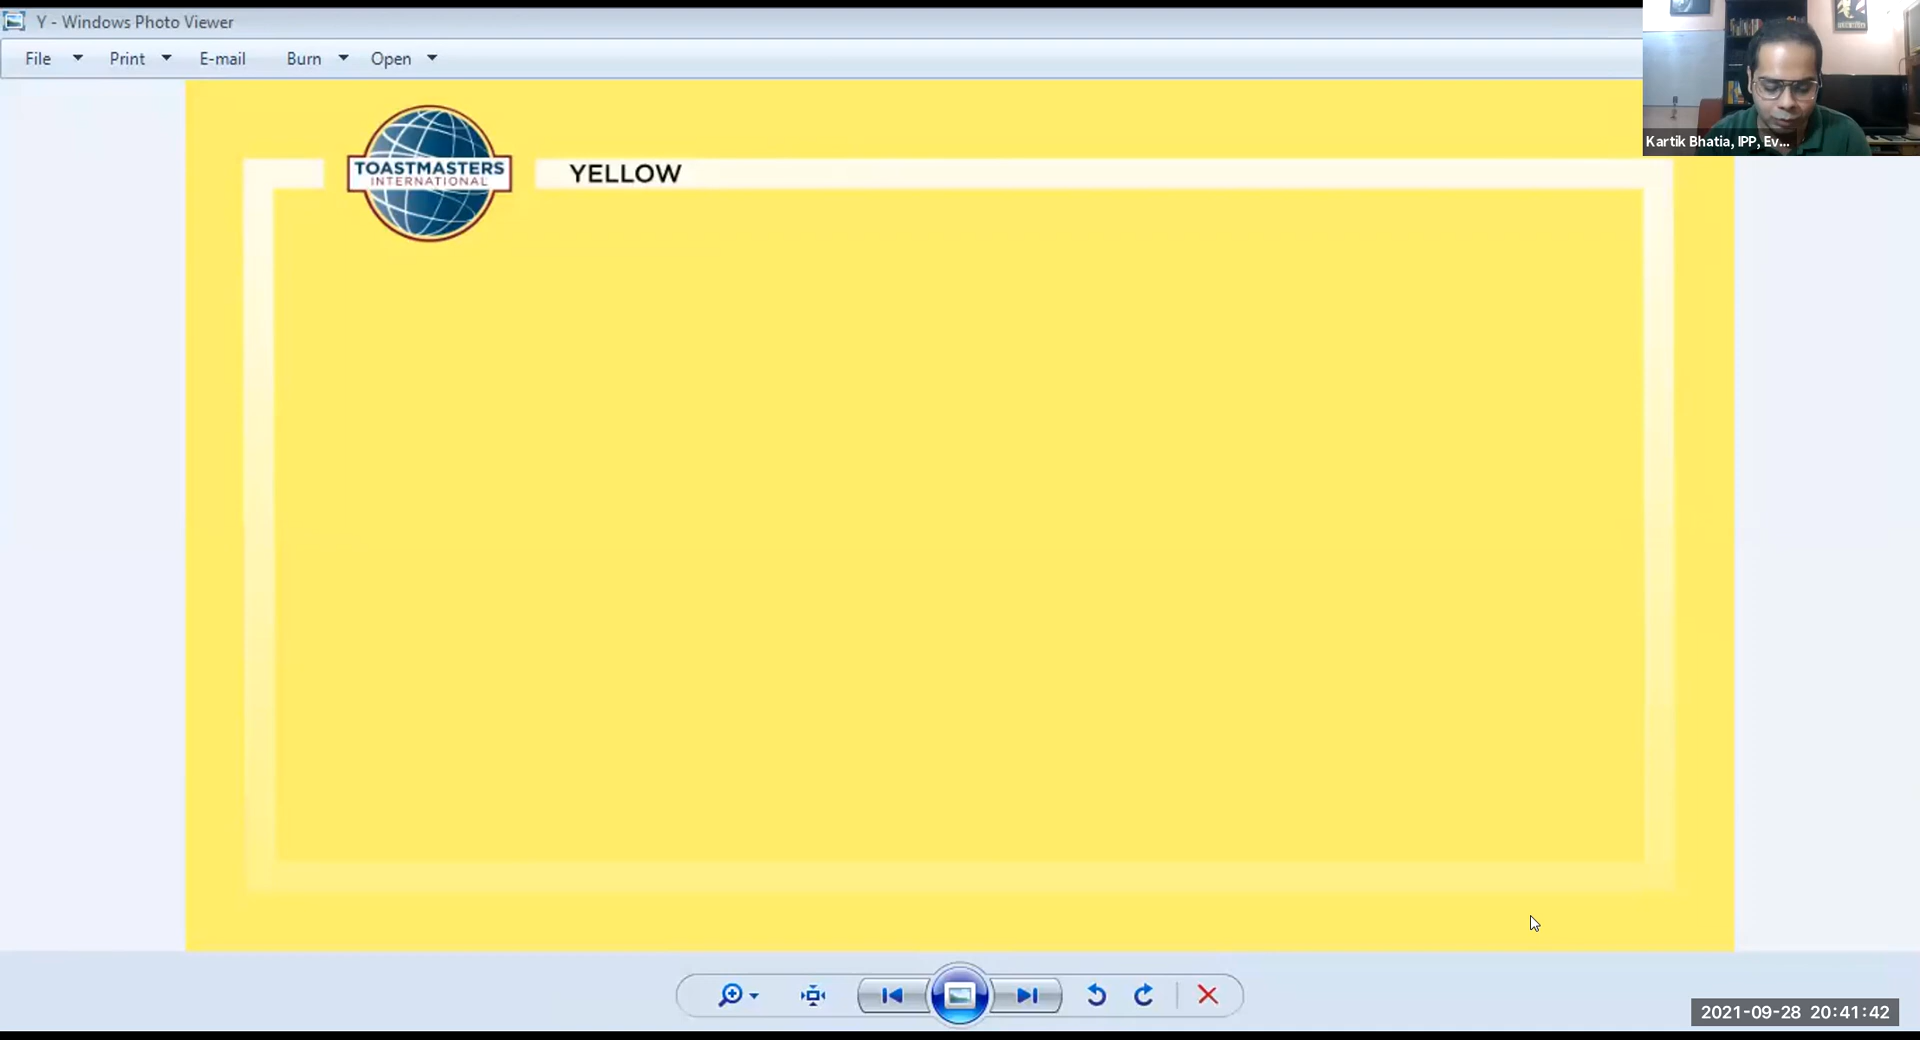 Y - Windows Photo Viewer
File Print E-mail Burn Open
TOASTMASTERS
INTERNATIONAL
YELLOW
Kartik Bhatia, IPP, Ev...
2021-09-28 20:41:42